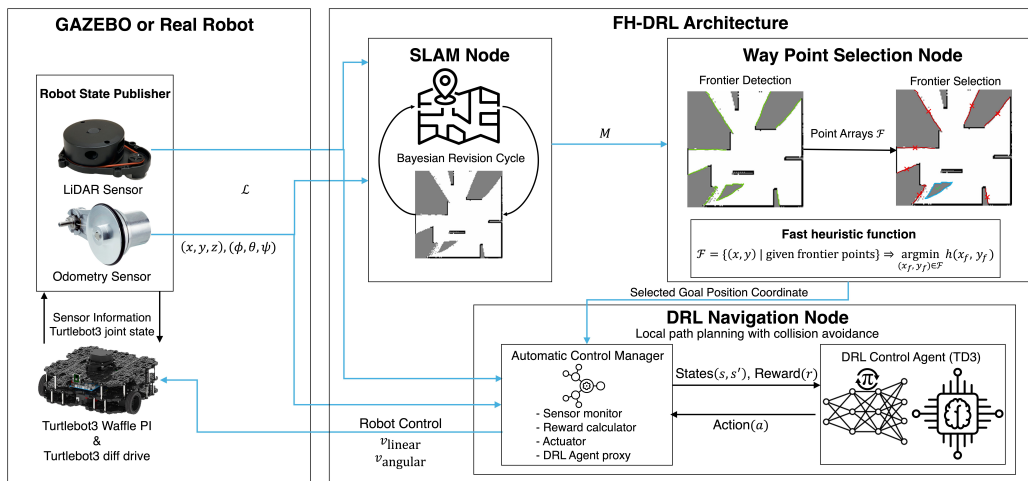 GAZEBO or Real Robot
Robot State Publisher
LiDAR Sensor
ℒ
(x, y, z), (ϕ, θ, ψ)
Odometry Sensor
Sensor Information
Turtlebot3 joint state
Turtlebot3 Waffle PI
&
Turtlebot3 diff drive
FH-DRL Architecture
SLAM Node
Bayesian Revision Cycle
M
Way Point Selection Node
Frontier Detection
Frontier Selection
Point Arrays ℱ
Fast heuristic function
ℱ = {(x, y) | given frontier points} ⇒ argmin h(x_f, y_f)
(x_f, y_f)∈ℱ
Selected Goal Position Coordinate
DRL Navigation Node
Local path planning with collision avoidance
Automatic Control Manager
- Sensor monitor
- Reward calculator
- Actuator
- DRL Agent proxy
States(s, s′), Reward(r)
Action(a)
DRL Control Agent (TD3)
π
Robot Control
v_linear
v_angular